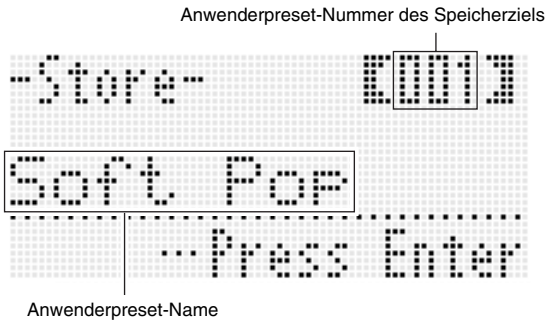 Anwenderpreset-Nummer des Speicherziels
-Store- 【001】
Soft Pop
···Press Enter
Anwenderpreset-Name